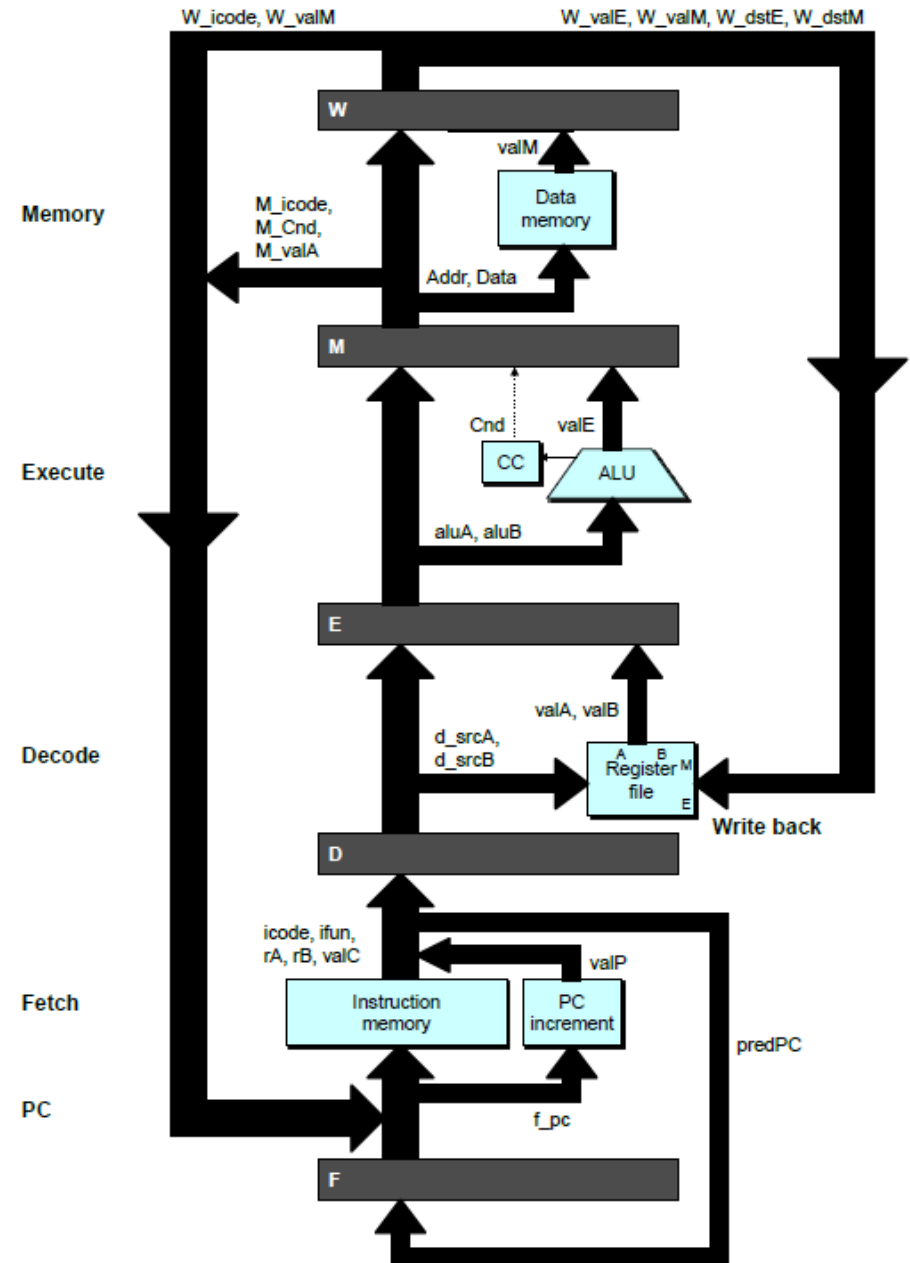 W_icode, W_valM
W_valE, W_valM, W_dstE, W_dstM
W
valM
Memory
Data
memory
M_icode,
M_Cnd,
M_valA
Addr, Data
M
Cnd
valE
Execute
CC
ALU
aluA, aluB
E
valA, valB
d_srcA,
d_srcB
Decode
A B
Register M
file
E
Write back
D
icode, ifun,
rA, rB, valC
valP
Fetch
Instruction
memory
PC
increment
predPC
PC
f_pc
F